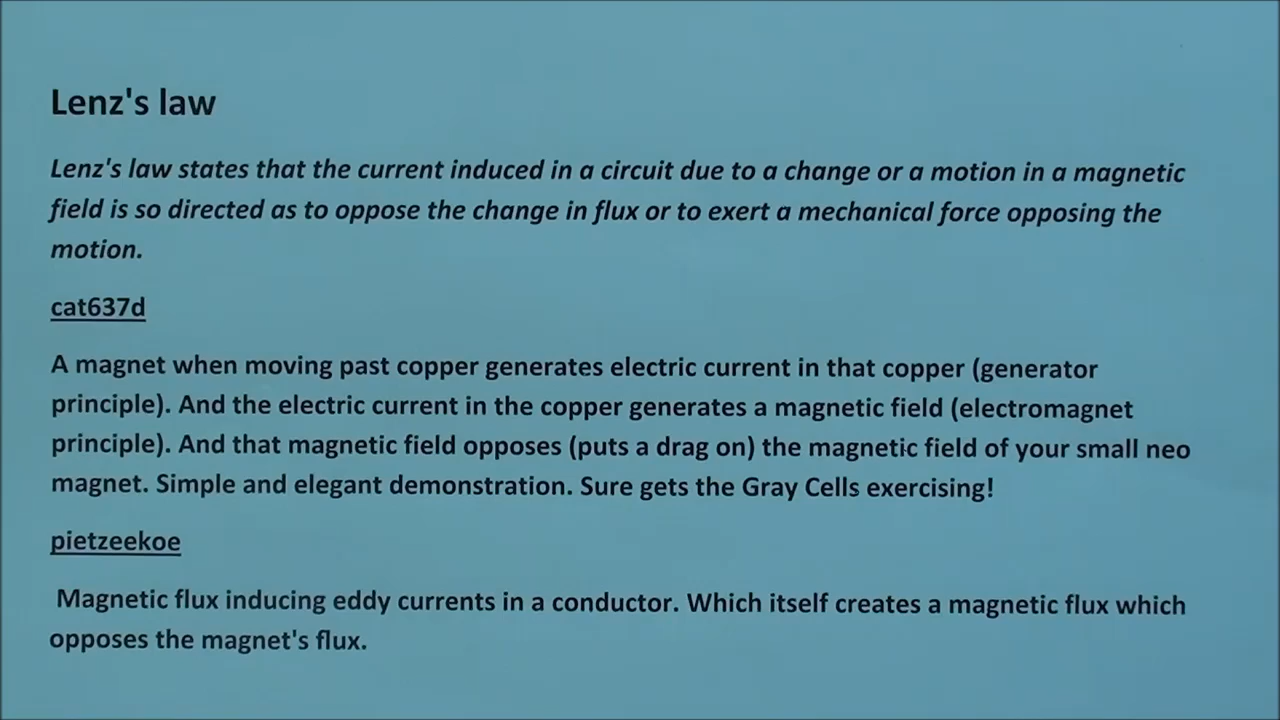 Lenz's law
Lenz's law states that the current induced in a circuit due to a change or a motion in a magnetic
field is so directed as to oppose the change in flux or to exert a mechanical force opposing the
motion.
cat637d
A magnet when moving past copper generates electric current in that copper (generator
principle). And the electric current in the copper generates a magnetic field (electromagnet
principle). And that magnetic field opposes (puts a drag on) the magnetic field of your small neo
magnet. Simple and elegant demonstration. Sure gets the Gray Cells exercising!
pietzeekoe
Magnetic flux inducing eddy currents in a conductor. Which itself creates a magnetic flux which
opposes the magnet's flux.